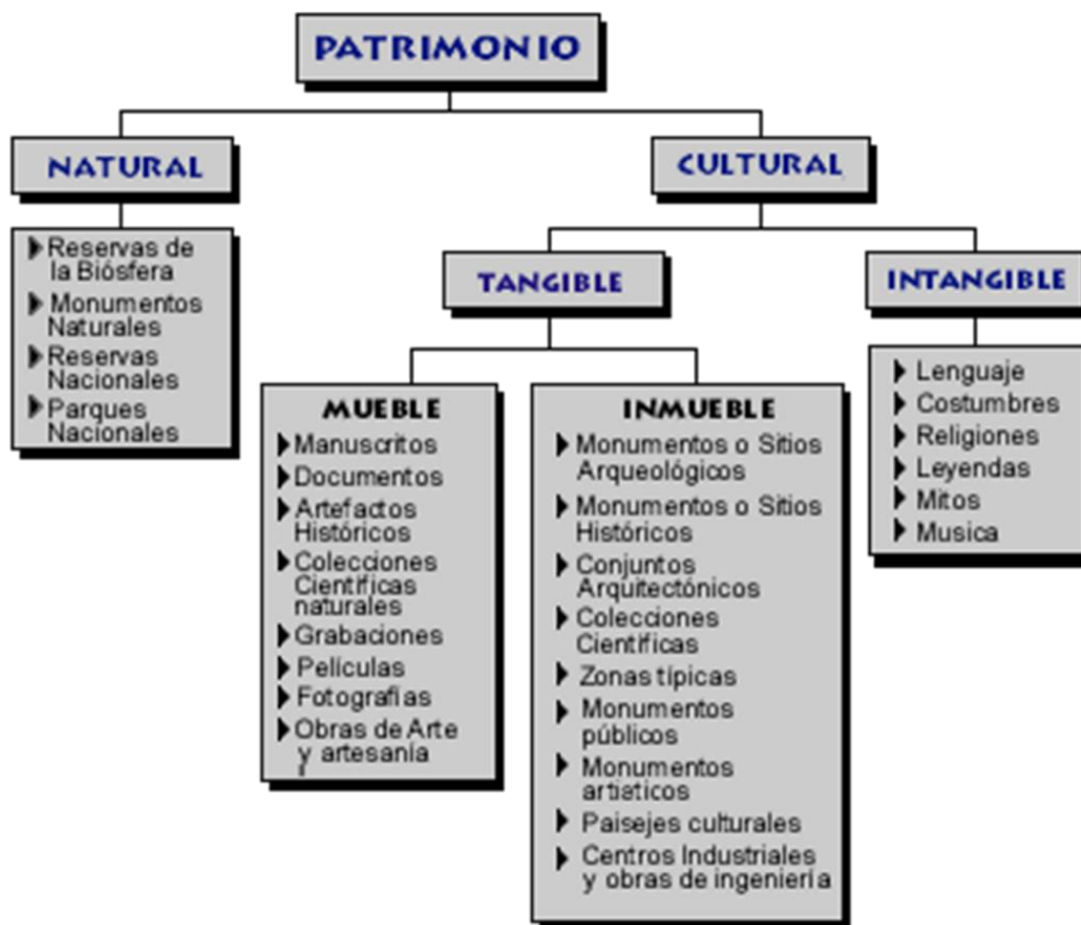 PATRIMONIO
NATURAL
CULTURAL
Reservas de
la Biósfera
Monumentos
Naturales
Reservas
Nacionales
Parques
Nacionales
TANGIBLE
INTANGIBLE
MUEBLE
Manuscritos
Documentos
Artefactos
Históricos
Colecciones
Científicas
naturales
Grabaciones
Películas
Fotografías
Obras de Arte
y artesanía
INMUEBLE
Monumentos o Sitios
Arqueológicos
Monumentos o Sitios
Históricos
Conjuntos
Arquitectónicos
Colecciones
Científicas
Zonas típicas
Monumentos
públicos
Monumentos
artiaticos
Paisejes culturales
Centros Industriales
y obras de ingeniería
Lenguaje
Costumbres
Religiones
Leyendas
Mitos
Musica